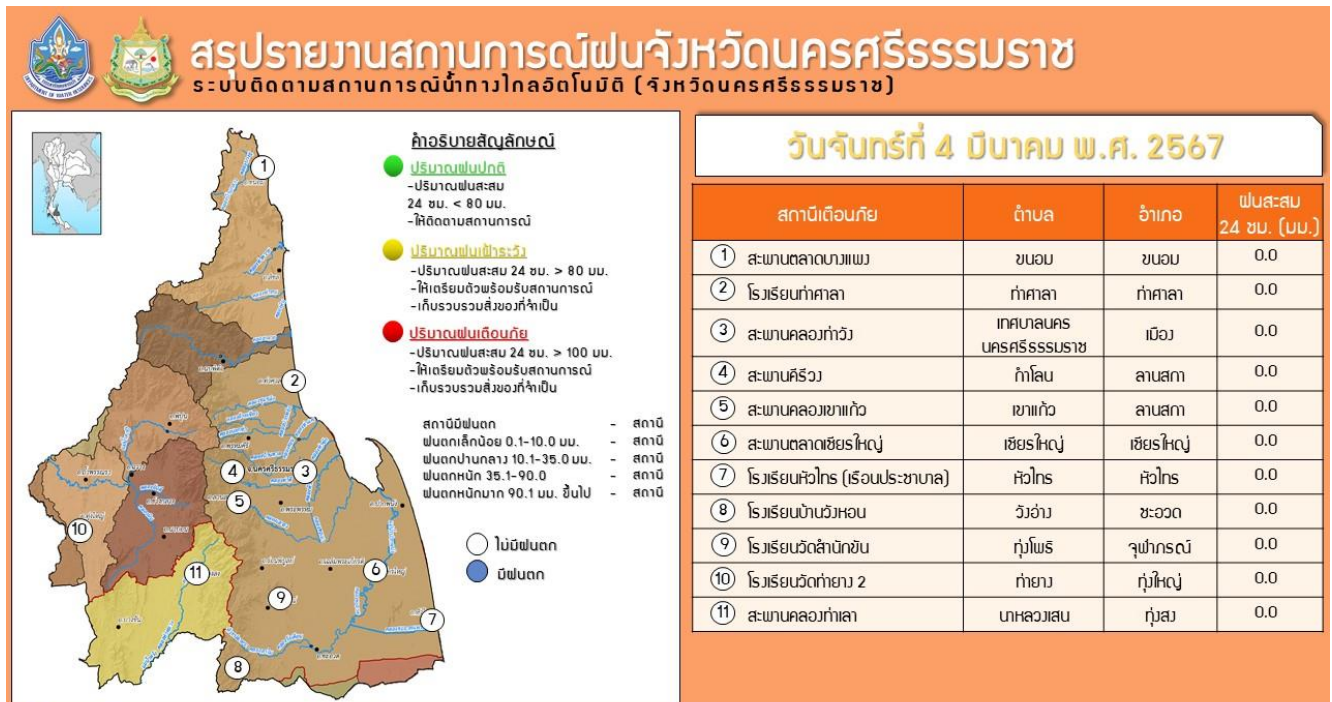 สรุปรายงานสถานการณ์ฝนจังหวัดนครศรีธรรมราช
ระบบติดตามสถานการณ์น้ำทางไกลอัตโนมัติ (จังหวัดนครศรีธรรมราช)
คำอธิบายสัญลักษณ์
ปริมาณฝนปกติ
-ปริมาณฝนสะสม
24 ชม. < 80 มม.
-ให้ติดตามสถานการณ์
ปริมาณฝนเฝ้าระวัง
-ปริมาณฝนสะสม 24 ชม. > 80 มม.
-ให้เตรียมตัวพร้อมรับสถานการณ์
-เก็บรวบรวมสิ่งของที่จำเป็น
ปริมาณฝนเตือนภัย
-ปริมาณฝนสะสม 24 ชม. > 100 มม.
-ให้เตรียมตัวพร้อมรับสถานการณ์
-เก็บรวบรวมสิ่งของที่จำเป็น
สถานีมีฝนตก - สถานี
ฝนตกเล็กน้อย 0.1-10.0 มม. - สถานี
ฝนตกปานกลาง 10.1-35.0 มม. - สถานี
ฝนตกหนัก 35.1-90.0 - สถานี
ฝนตกหนักมาก 90.1 มม. ขึ้นไป - สถานี
ไม่มีฝนตก
มีฝนตก
1
2
4
3
5
10
11
6
9
7
8
วันจันทร์ที่ 4 มีนาคม พ.ศ. 2567
สถานีเตือนภัย ตำบล อำเภอ ฝนสะสม
24 ชม. (มม.)
1 สะพานตลาดบางแพง ขนอม ขนอม 0.0
2 โรงเรียนท่าศาลา ท่าศาลา ท่าศาลา 0.0
3 สะพานคลองท่าวัง เทศบาลนคร
นครศรีธรรมราช เมือง 0.0
4 สะพานคีรีวง กำโลน ลานสกา 0.0
5 สะพานคลองเขาแก้ว เขาแก้ว ลานสกา 0.0
6 สะพานตลาดเชียรใหญ่ เชียรใหญ่ เชียรใหญ่ 0.0
7 โรงเรียนหัวไทร (เรือนประชาบาล) หัวไทร หัวไทร 0.0
8 โรงเรียนบ้านวังหอน วังอ่าง ชะอวด 0.0
9 โรงเรียนวัดสำนักขัน ทุ่งโพธิ จุฬาภรณ์ 0.0
10 โรงเรียนวัดท่ายาง 2 ท่ายาง ทุ่งใหญ่ 0.0
11 สะพานคลองท่าเลา นาหลวงเสน ทุ่งสง 0.0